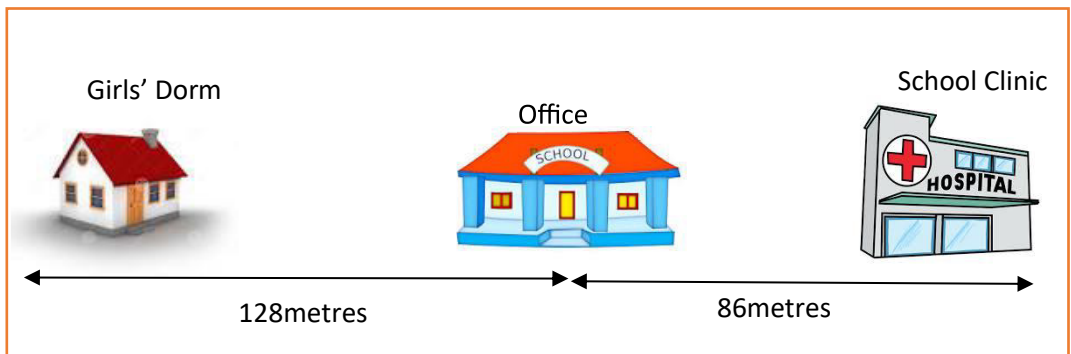 Girls’ Dorm
Office
School Clinic
SCHOOL
HOSPITAL
128metres
86metres